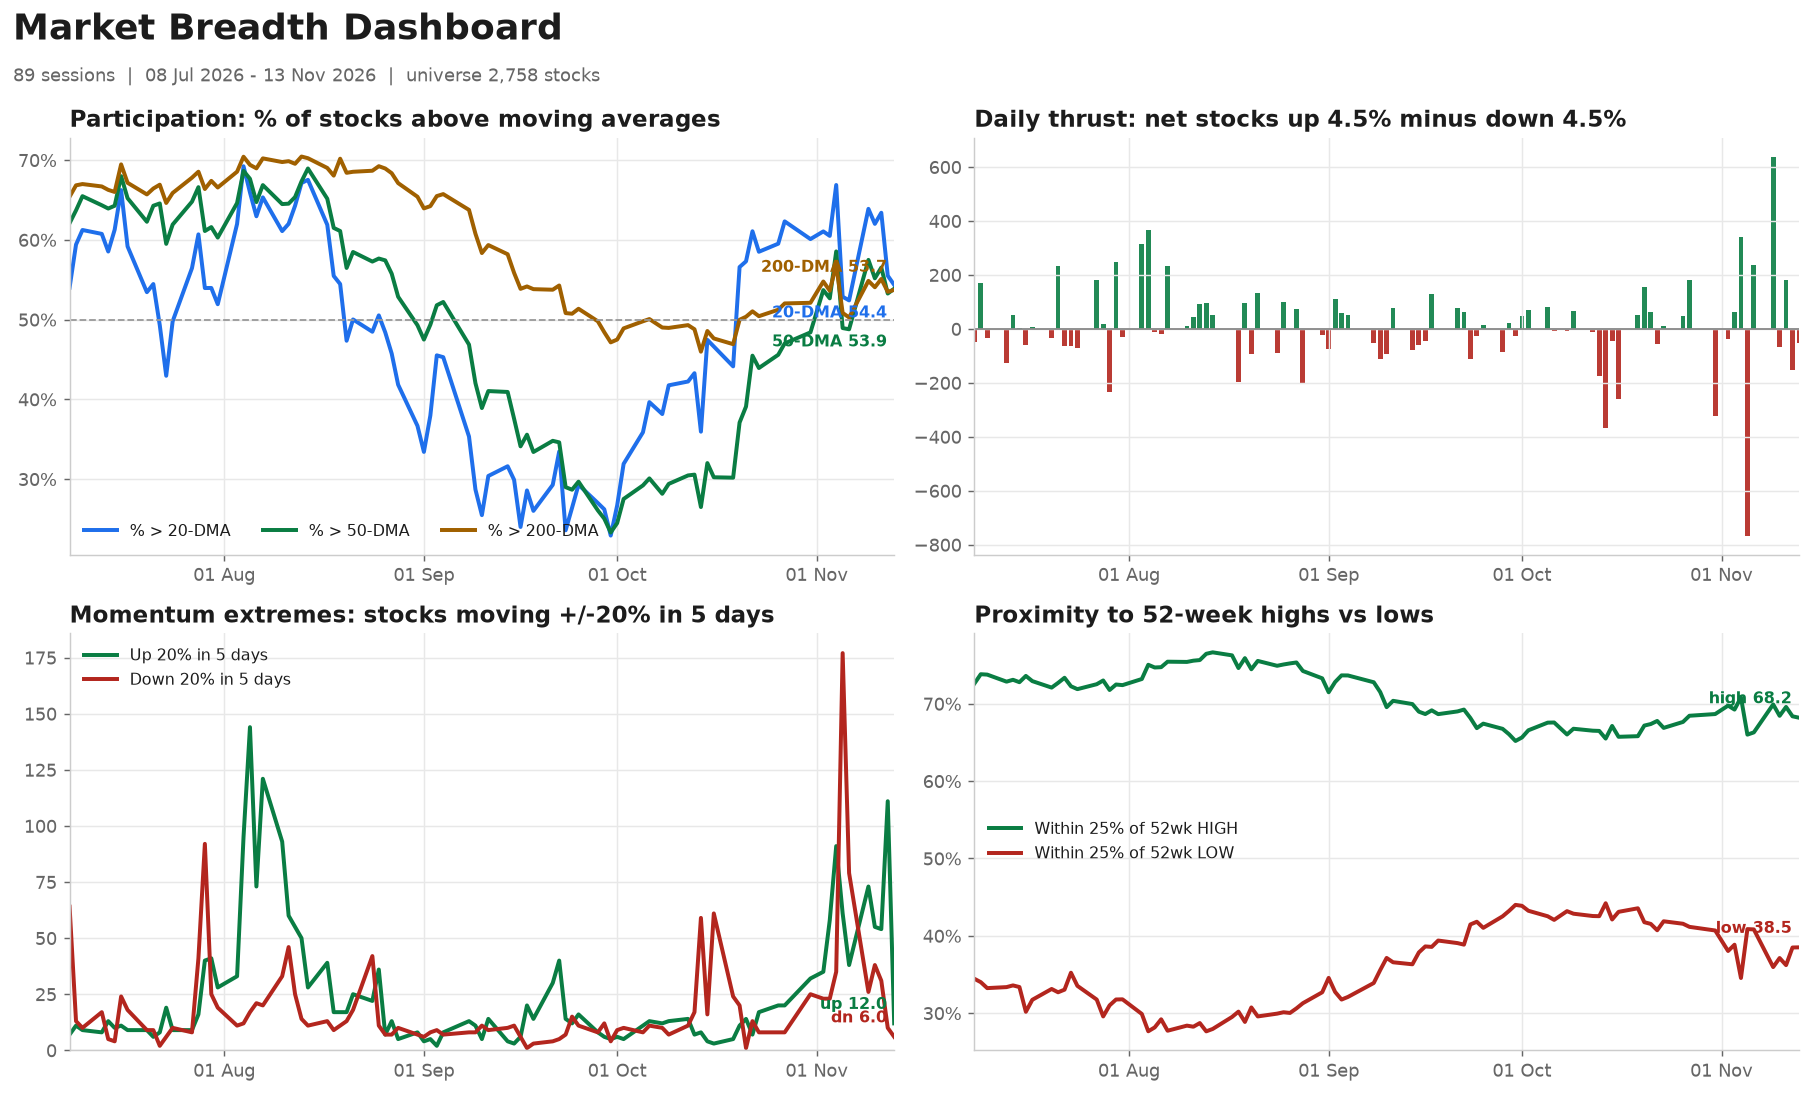 Market Breadth Dashboard
89 sessions | 08 Jul 2026 - 13 Nov 2026 | universe 2,758 stocks
Participation: % of stocks above moving averages
70%
60%
50%
40%
30%
200-DMA 53.7
20-DMA 54.4
50-DMA 53.9
% > 20-DMA
% > 50-DMA
% > 200-DMA
01 Aug
01 Sep
01 Oct
01 Nov
Daily thrust: net stocks up 4.5% minus down 4.5%
600
400
200
0
−200
−400
−600
−800
01 Aug
01 Sep
01 Oct
01 Nov
Momentum extremes: stocks moving +/-20% in 5 days
Up 20% in 5 days
Down 20% in 5 days
175
150
125
100
75
50
25
0
up 12.0
dn 6.0
01 Aug
01 Sep
01 Oct
01 Nov
Proximity to 52-week highs vs lows
70%
60%
50%
40%
30%
high 68.2
Within 25% of 52wk HIGH
Within 25% of 52wk LOW
low 38.5
01 Aug
01 Sep
01 Oct
01 Nov